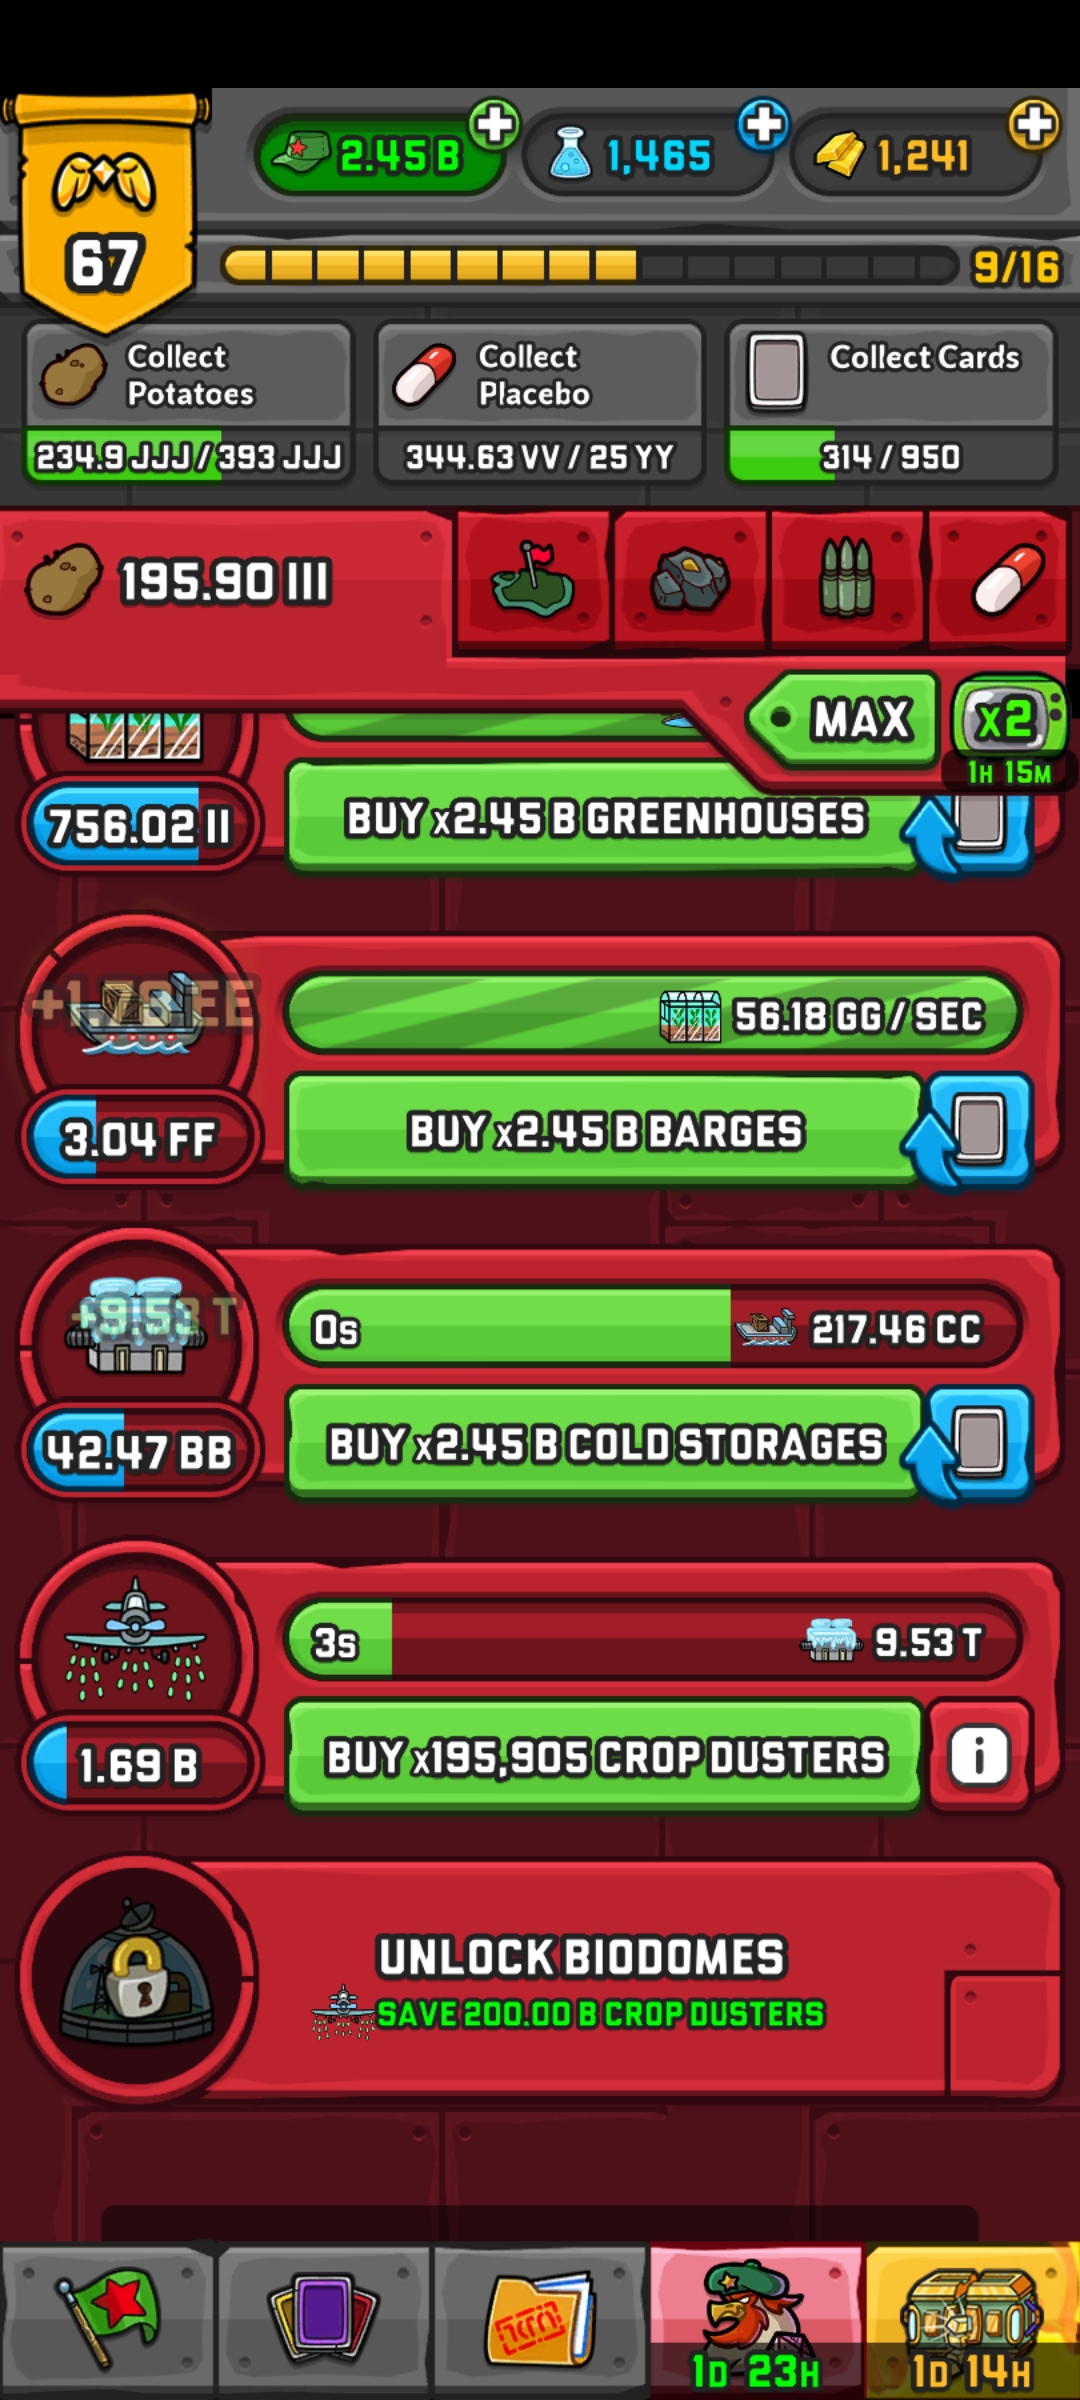 2.45 B
1,465
1,241
67
9/16
Collect
Potatoes
Collect
Placebo
Collect Cards
234.9 JJJ / 393 JJJ
344.63 VV / 25 YY
314 / 950
195.90 III
MAX
x2
1H 15M
756.02 II
BUY x2.45 B GREENHOUSES
56.18 GG / SEC
3.04 FF
BUY x2.45 B BARGES
+9.53 T
0s
217.46 CC
42.47 BB
BUY x2.45 B COLD STORAGES
3s
9.53 T
1.69 B
BUY x195,905 CROP DUSTERS
i
UNLOCK BIODOMES
SAVE 200.00 B CROP DUSTERS
1D 23H
1D 14H